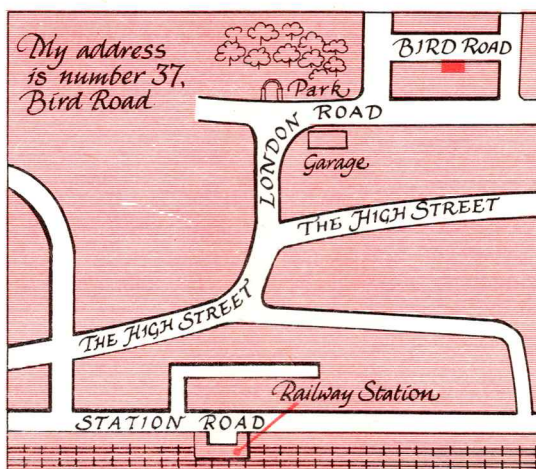 My address
is number 37,
Bird Road
BIRD ROAD
Park
LONDON ROAD
Garage
THE HIGH STREET
THE HIGH STREET
Railway Station
STATION ROAD